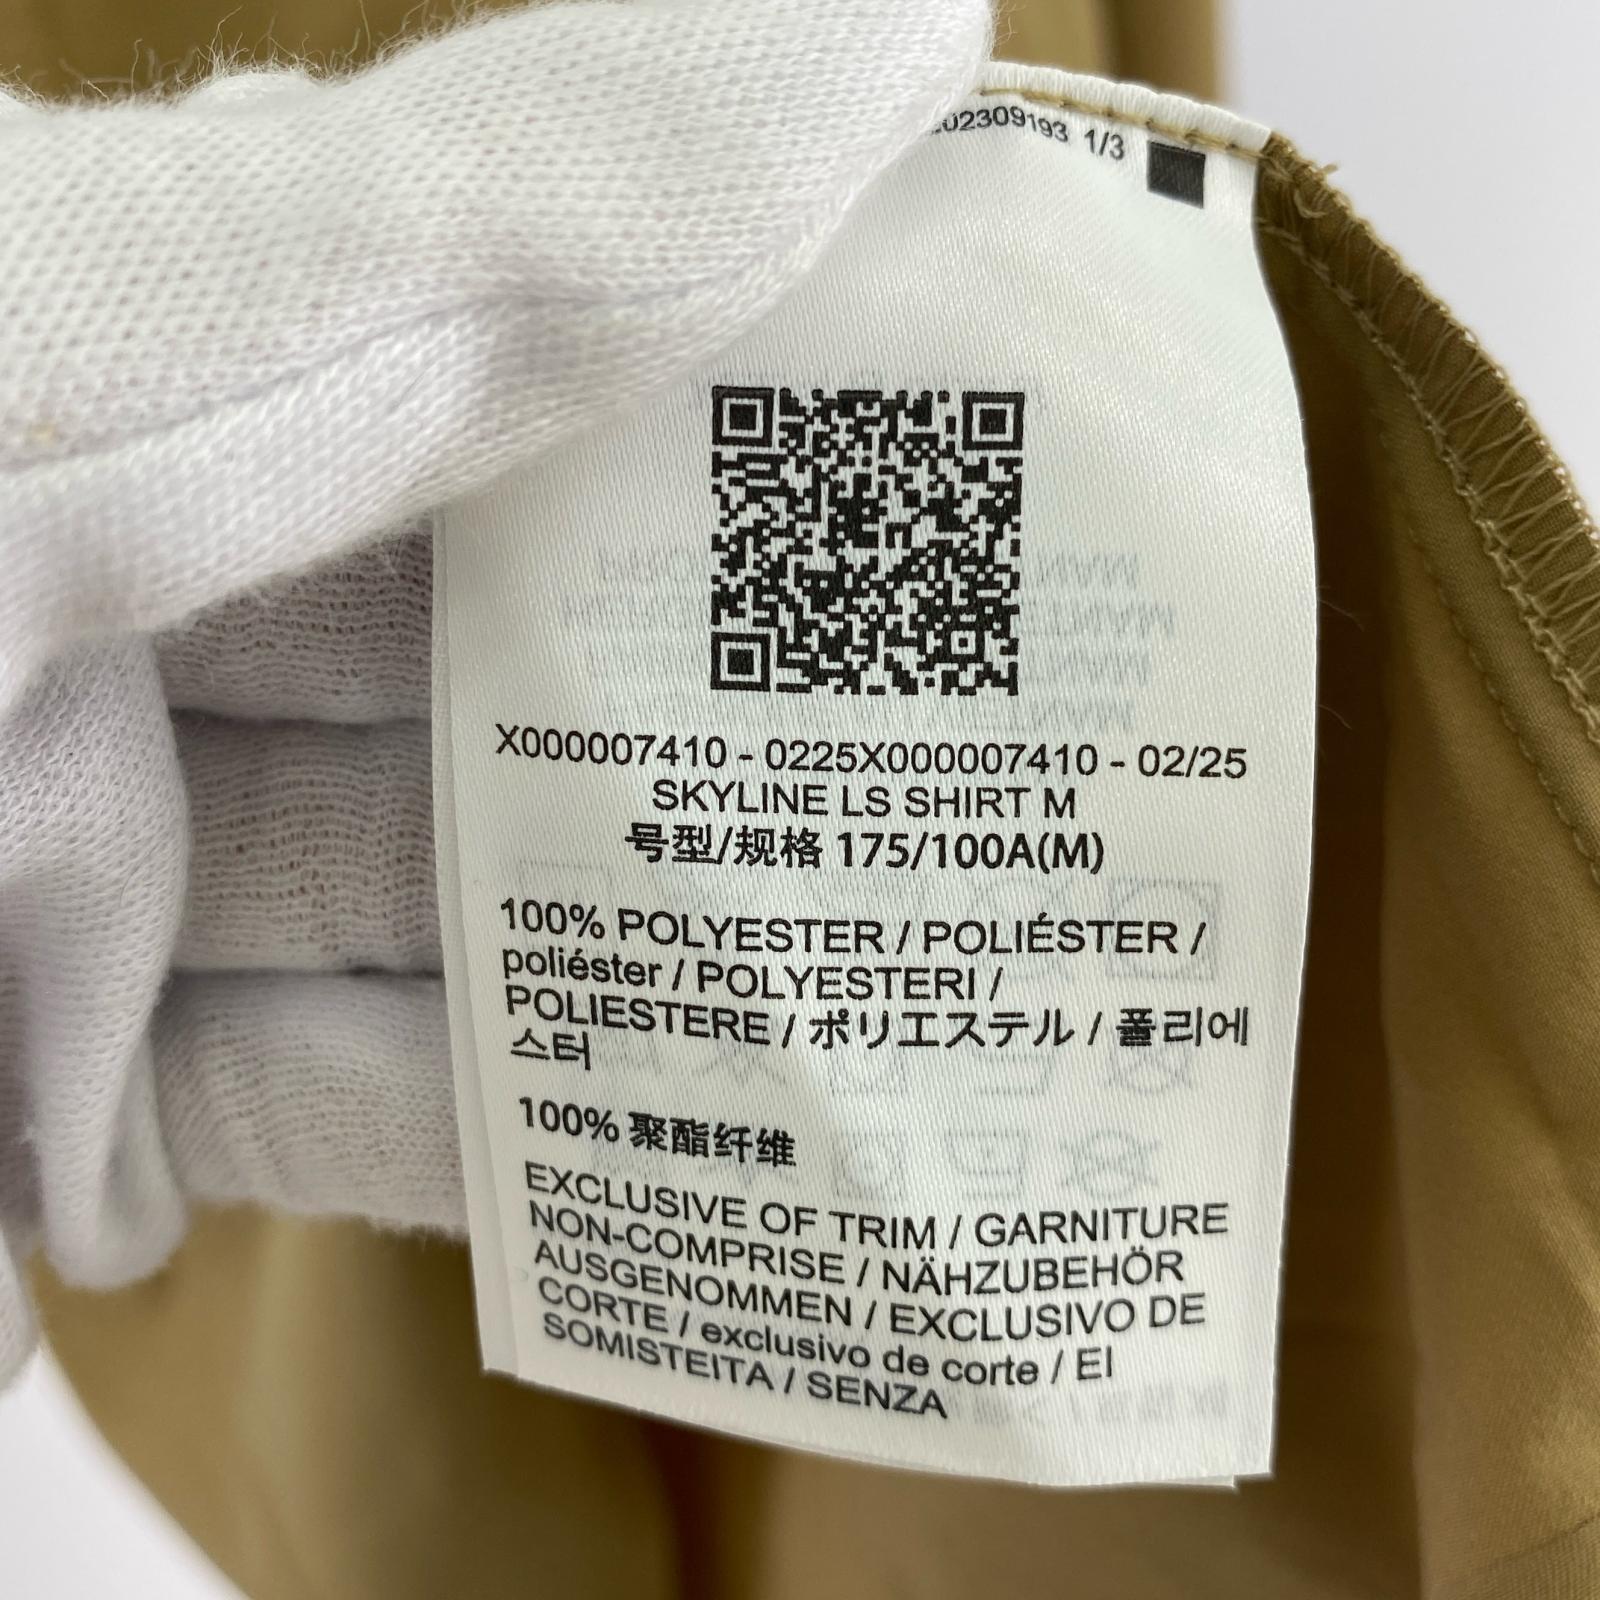 02309193 1/3
X000007410 - 0225X000007410 - 02/25
SKYLINE LS SHIRT M
号型/规格 175/100A(M)
100% POLYESTER / POLIÉSTER /
poliéster / POLYESTERI /
POLIESTERE / ポリエステル / 폴리에
스터
100% 聚酯纤维
EXCLUSIVE OF TRIM / GARNITURE
NON-COMPRISE / NÄHZUBEHÖR
AUSGENOMMEN / EXCLUSIVO DE
CORTE / exclusivo de corte / EI
SOMISTEITA / SENZA